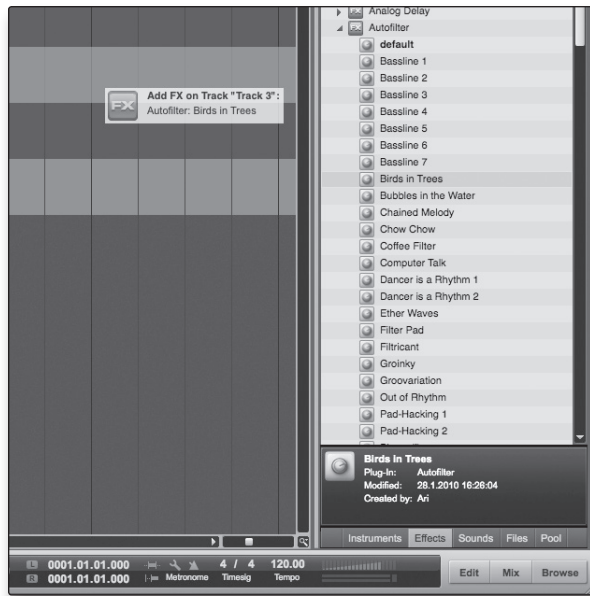 Analog Delay
Autofilter
default
Bassline 1
Bassline 2
Bassline 3
Bassline 4
Bassline 5
Bassline 6
Bassline 7
Birds in Trees
Bubbles in the Water
Chained Melody
Chow Chow
Coffee Filter
Computer Talk
Dancer is a Rhythm 1
Dancer is a Rhythm 2
Ether Waves
Filter Pad
Filtricant
Groinky
Groovariation
Out of Rhythm
Pad-Hacking 1
Pad-Hacking 2
FX
Add FX on Track "Track 3":
Autofilter: Birds in Trees
Birds in Trees
Plug-In: Autofilter
Modified: 28.1.2010 16:26:04
Created by: Ari
Instruments Effects Sounds Files Pool
L 0001.01.01.000 4 / 4 120.00
R 0001.01.01.000 Metronome Timesig Tempo
Edit Mix Browse